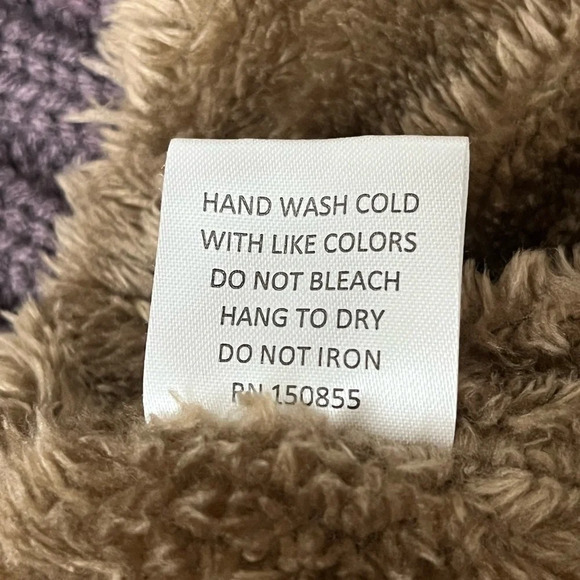 HAND WASH COLD
WITH LIKE COLORS
DO NOT BLEACH
HANG TO DRY
DO NOT IRON
RN 150855